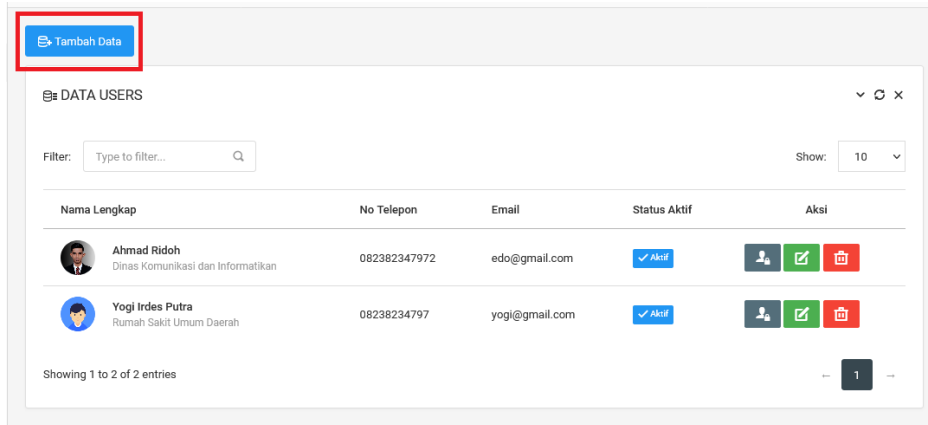 Tambah Data
DATA USERS
Filter: Type to filter... Show: 10
Nama Lengkap No Telepon Email Status Aktif Aksi
Ahmad Ridoh
Dinas Komunikasi dan Informatikan
082382347972 edo@gmail.com Aktif
Yogi Irdes Putra
Rumah Sakit Umum Daerah
08238234797 yogi@gmail.com Aktif
Showing 1 to 2 of 2 entries ← 1 →